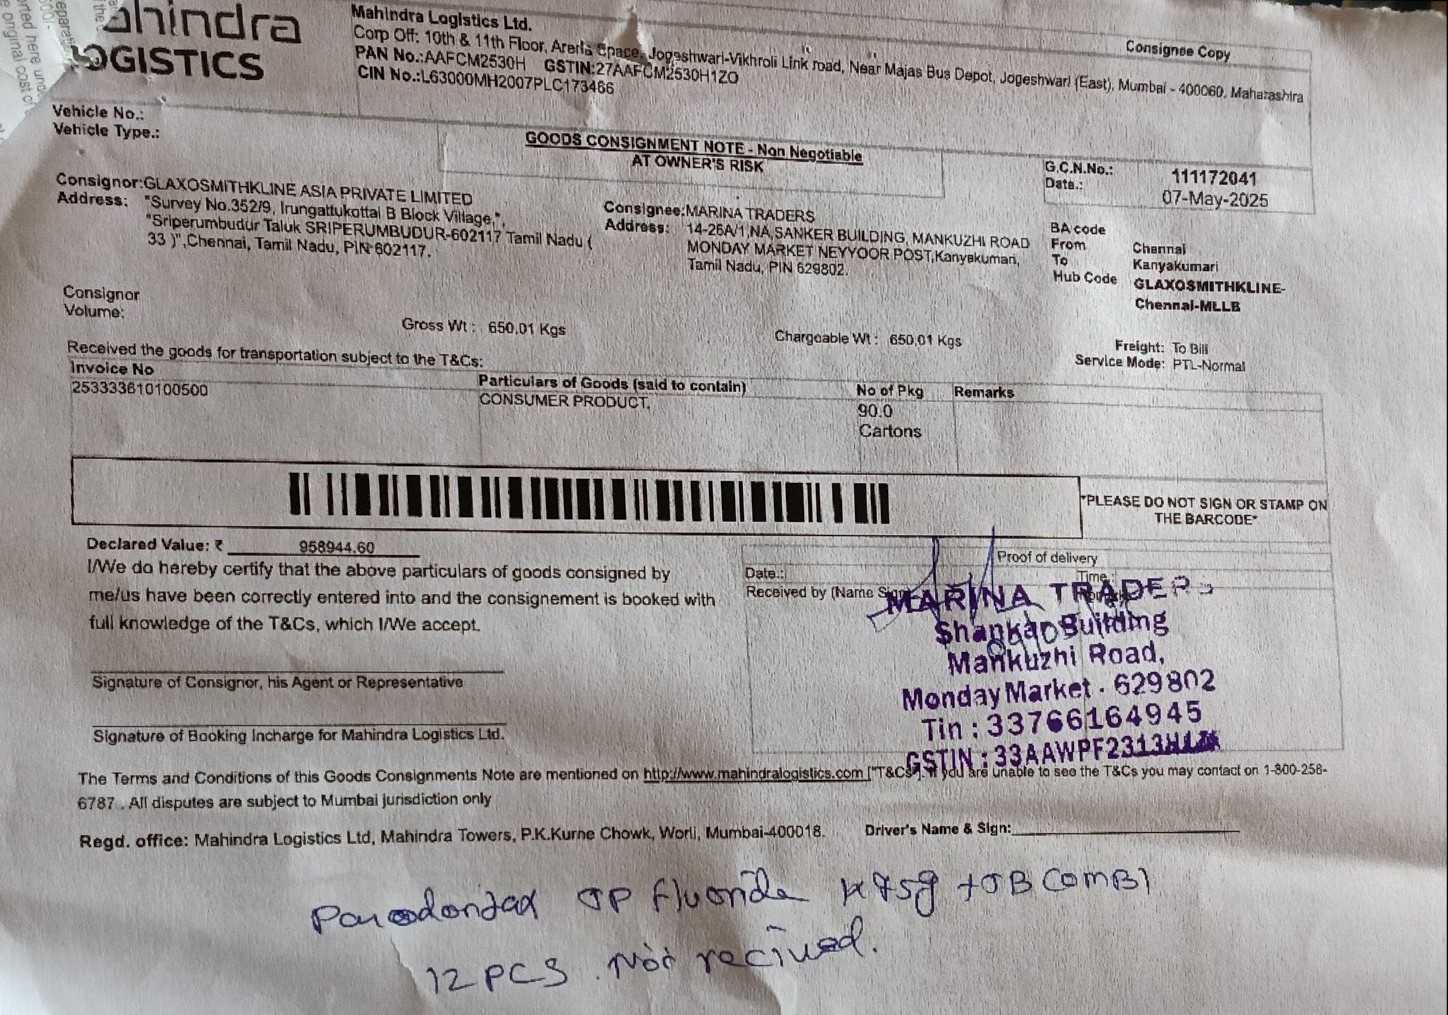 Mahindra
LOGISTICS
Mahindra Logistics Ltd.
Consignee Copy
Corp Off: 10th & 11th Floor, Arena Space, Jogeshwari-Vikhroli Link road, Near Majas Bus Depot, Jogeshwari (East), Mumbai - 400060, Maharashtra
PAN No.:AAFCM2530H GSTIN:27AAFCM2530H1ZO
CIN No.:L63000MH2007PLC173466
Vehicle No.:
Vehicle Type.:
GOODS CONSIGNMENT NOTE - Non Negotiable
AT OWNER'S RISK
G.C.N.No.: 111172041
Date.: 07-May-2025
Consignor:GLAXOSMITHKLINE ASIA PRIVATE LIMITED
Address: "Survey No.352/9, Irungattukottai B Block Village,",
"Sriperumbudur Taluk SRIPERUMBUDUR-602117 Tamil Nadu (
33 )",Chennai, Tamil Nadu, PIN-602117.
Consignee:MARINA TRADERS
Address: 14-26A/1,NA,SANKER BUILDING, MANKUZHI ROAD
MONDAY MARKET NEYYOOR POST,Kanyakumari,
Tamil Nadu, PIN 629802.
BA code
From Chennai
To Kanyakumari
Hub Code GLAXOSMITHKLINE-
Chennai-MLLB
Consignor
Volume:
Gross Wt : 650.01 Kgs
Chargeable Wt : 650.01 Kgs
Freight: To Bill
Service Mode: PTL-Normal
Received the goods for transportation subject to the T&Cs:
Invoice No Particulars of Goods (said to contain) No of Pkg Remarks
253333610100500 CONSUMER PRODUCT, 90.0
Cartons
*PLEASE DO NOT SIGN OR STAMP ON
THE BARCODE*
Declared Value: ₹ 958944.60
I/We do hereby certify that the above particulars of goods consigned by
me/us have been correctly entered into and the consignement is booked with
full knowledge of the T&Cs, which I/We accept.
Signature of Consignor, his Agent or Representative
Signature of Booking Incharge for Mahindra Logistics Ltd.
Proof of delivery
Date.: Time
Received by (Name
MARINA TRADERS
Shankar Building
Mankuzhi Road,
Monday Market - 629802
Tin : 33766164945
GSTIN : 33AAWPF2313
The Terms and Conditions of this Goods Consignments Note are mentioned on http://www.mahindralogistics.com ["T&Cs"]. If you are unable to see the T&Cs you may contact on 1-800-258-
6787 . All disputes are subject to Mumbai jurisdiction only
Regd. office: Mahindra Logistics Ltd, Mahindra Towers, P.K.Kurne Chowk, Worli, Mumbai-400018. Driver's Name & Sign:
Parodontax TP fluoride 75g + TB COMBI
12 PCS . Not recived.